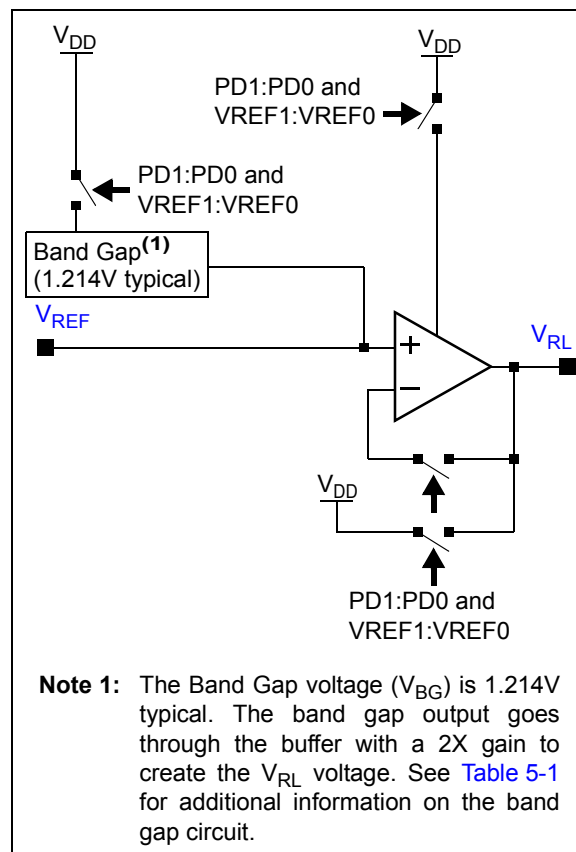 VDD
VDD
PD1:PD0 and
VREF1:VREF0
PD1:PD0 and
VREF1:VREF0
Band Gap(1)
(1.214V typical)
VREF
+
VRL
–
VDD
PD1:PD0 and
VREF1:VREF0
Note 1: The Band Gap voltage (VBG) is 1.214V
typical. The band gap output goes
through the buffer with a 2X gain to
create the VRL voltage. See Table 5-1
for additional information on the band
gap circuit.